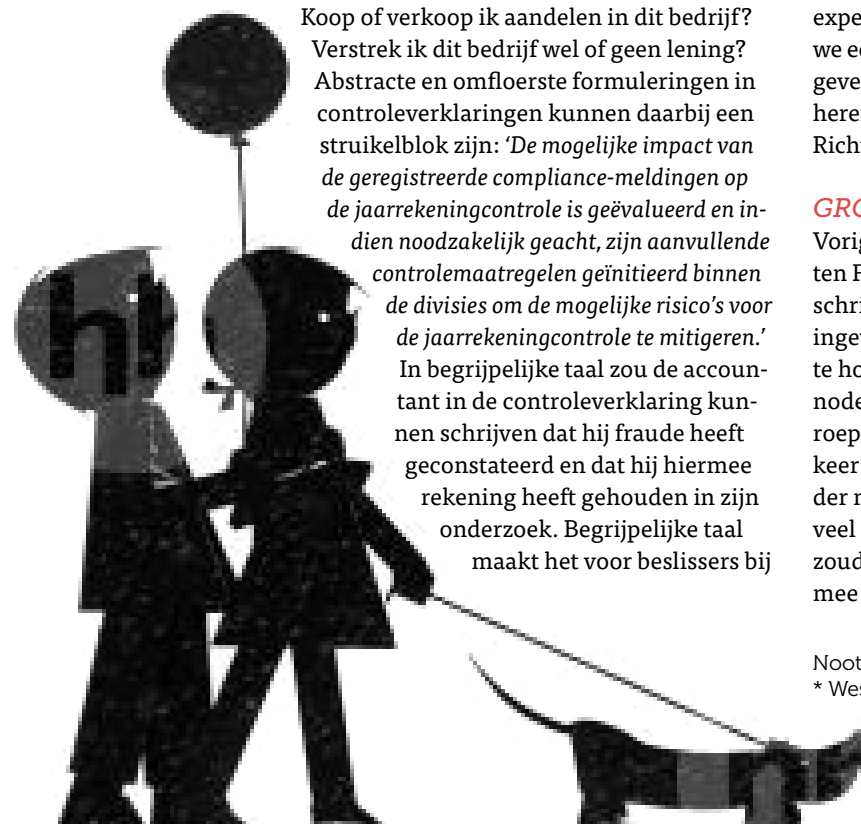 Koop of verkoop ik aandelen in dit bedrijf?
Verstrek ik dit bedrijf wel of geen lening?
Abstracte en omfloerste formuleringen in
controleverklaringen kunnen daarbij een
struikelblok zijn: ‘De mogelijke impact van
de geregistreerde compliance-meldingen op
de jaarrekeningcontrole is geëvalueerd en in-
dien noodzakelijk geacht, zijn aanvullende
controlemaatregelen geïnitieerd binnen
de divisies om de mogelijke risico’s voor
de jaarrekeningcontrole te mitigeren.’
In begrijpelijke taal zou de accoun-
tant in de controleverklaring kun-
nen schrijven dat hij fraude heeft
geconstateerd en dat hij hiermee
rekening heeft gehouden in zijn
onderzoek. Begrijpelijke taal
maakt het voor beslissers bij
expe
we e
geve
here
Rich
GRO
Vorig
ten
schri
inge
te ho
node
roep
keer
der
veel
zoud
mee
Noot
* Wes
h